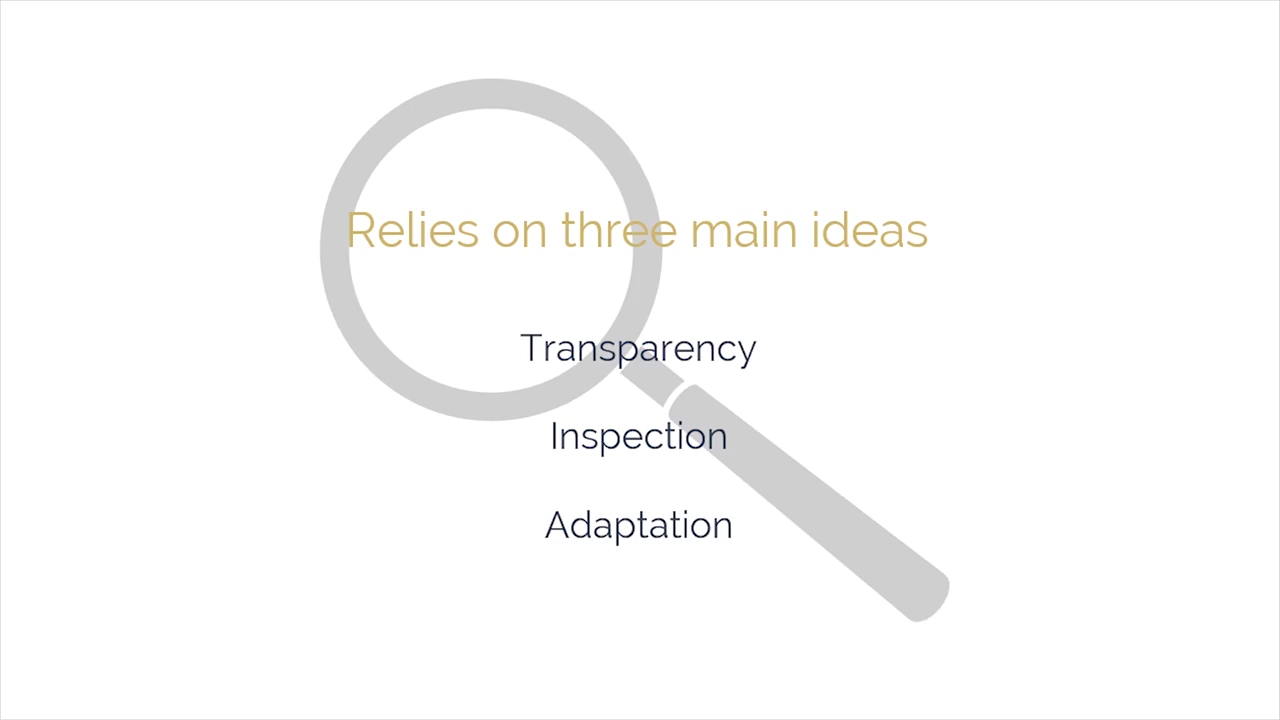 Relies on three main ideas
Transparency
Inspection
Adaptation